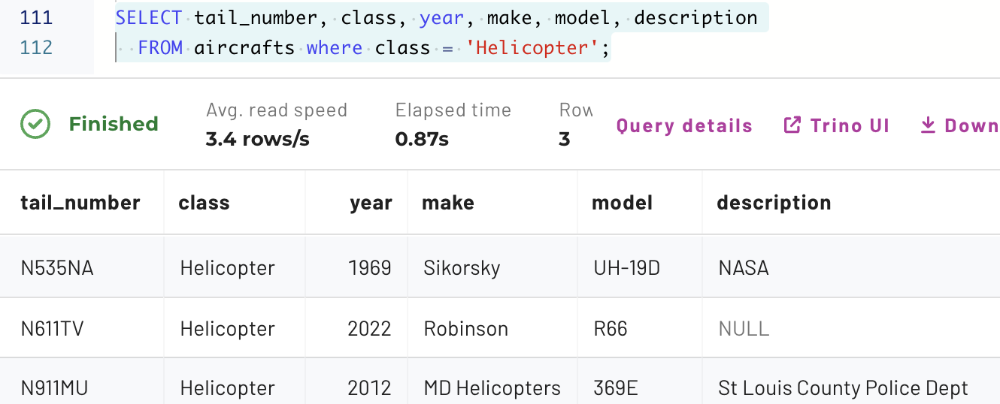 111 SELECT tail_number, class, year, make, model, description
112 FROM aircrafts where class = 'Helicopter';
Finished
Avg. read speed Elapsed time Row
3.4 rows/s 0.87s 3
Query details Trino UI Down
tail_number class year make model description
N535NA Helicopter 1969 Sikorsky UH-19D NASA
N611TV Helicopter 2022 Robinson R66 NULL
N911MU Helicopter 2012 MD Helicopters 369E St Louis County Police Dept